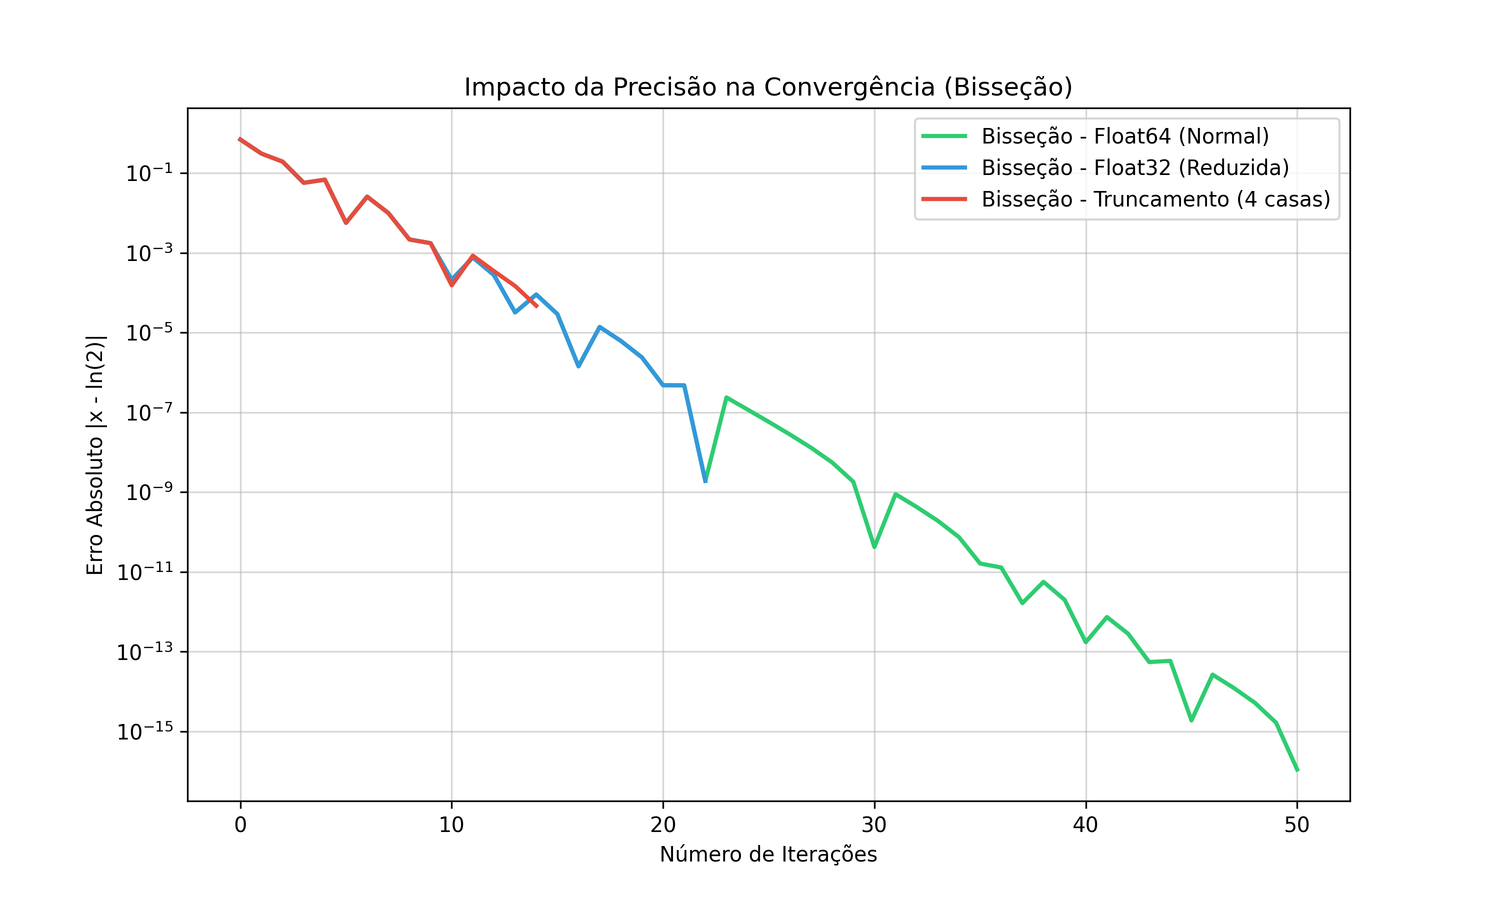 Impacto da Precisão na Convergência (Bisseção)
Bisseção - Float64 (Normal)
Bisseção - Float32 (Reduzida)
Bisseção - Truncamento (4 casas)
Erro Absoluto |x - ln(2)|
10⁻¹
10⁻³
10⁻⁵
10⁻⁷
10⁻⁹
10⁻¹¹
10⁻¹³
10⁻¹⁵
0 10 20 30 40 50
Número de Iterações